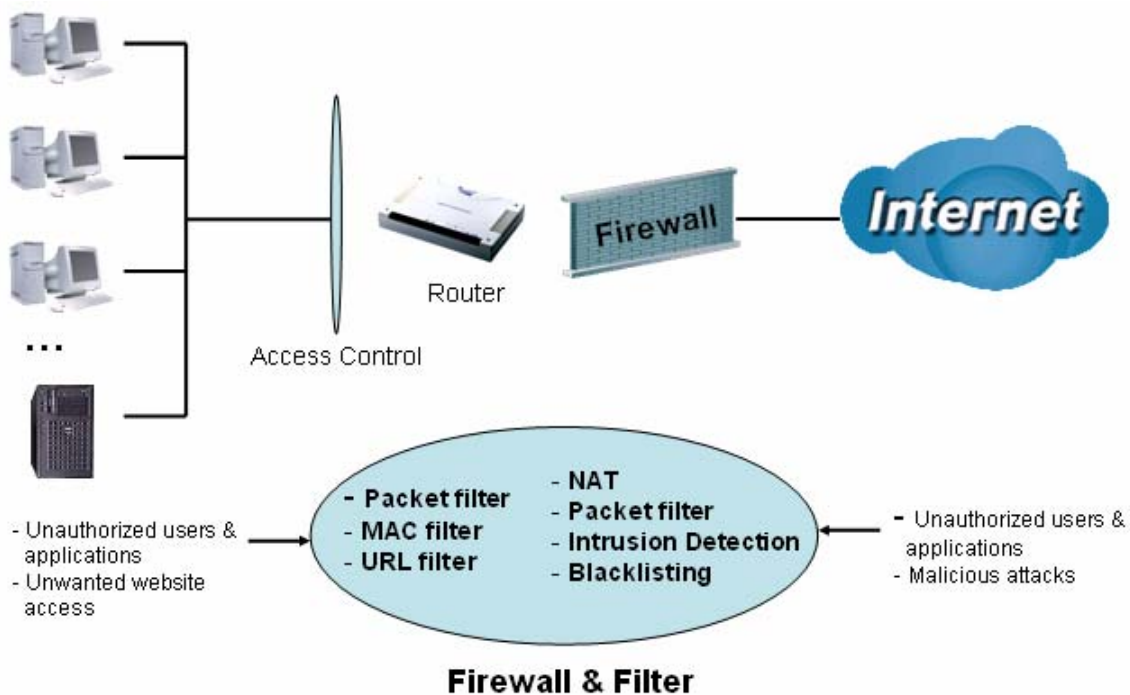 Internet
Firewall
Router
...
Access Control
- Packet filter
- MAC filter
- URL filter
- NAT
- Packet filter
- Intrusion Detection
- Blacklisting
- Unauthorized users &
applications
- Unwanted website
access
- Unauthorized users &
applications
- Malicious attacks
Firewall & Filter